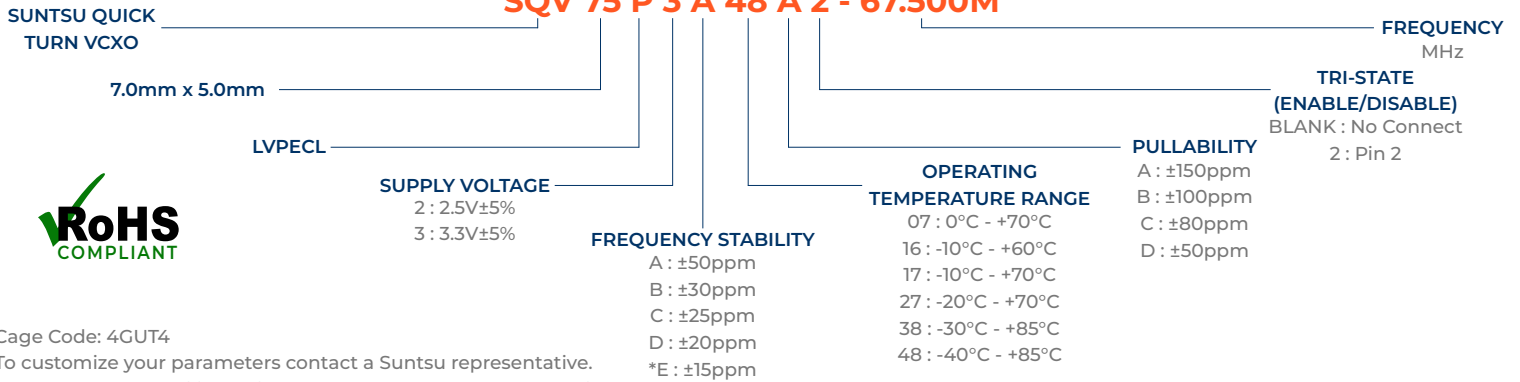 SQV 75 P 3 A 48 A 2 - 67.500M
SUNTSU QUICK
TURN VCXO
FREQUENCY
MHz
7.0mm x 5.0mm
TRI-STATE
(ENABLE/DISABLE)
BLANK : No Connect
2 : Pin 2
LVPECL
PULLABILITY
A : ±150ppm
B : ±100ppm
C : ±80ppm
D : ±50ppm
SUPPLY VOLTAGE
2 : 2.5V±5%
3 : 3.3V±5%
OPERATING
TEMPERATURE RANGE
07 : 0°C - +70°C
16 : -10°C - +60°C
17 : -10°C - +70°C
27 : -20°C - +70°C
38 : -30°C - +85°C
48 : -40°C - +85°C
FREQUENCY STABILITY
A : ±50ppm
B : ±30ppm
C : ±25ppm
D : ±20ppm
*E : ±15ppm
RoHS
COMPLIANT
Cage Code: 4GUT4
To customize your parameters contact a Suntsu representative.